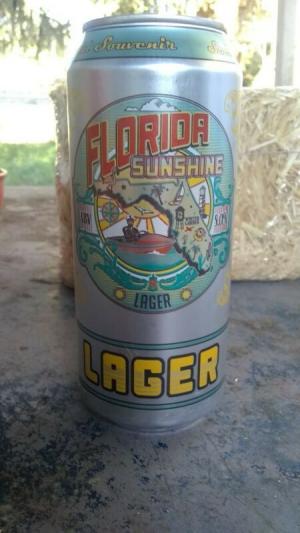 Souvenir
FLORIDA
SUNSHINE
LAGER
LAGER